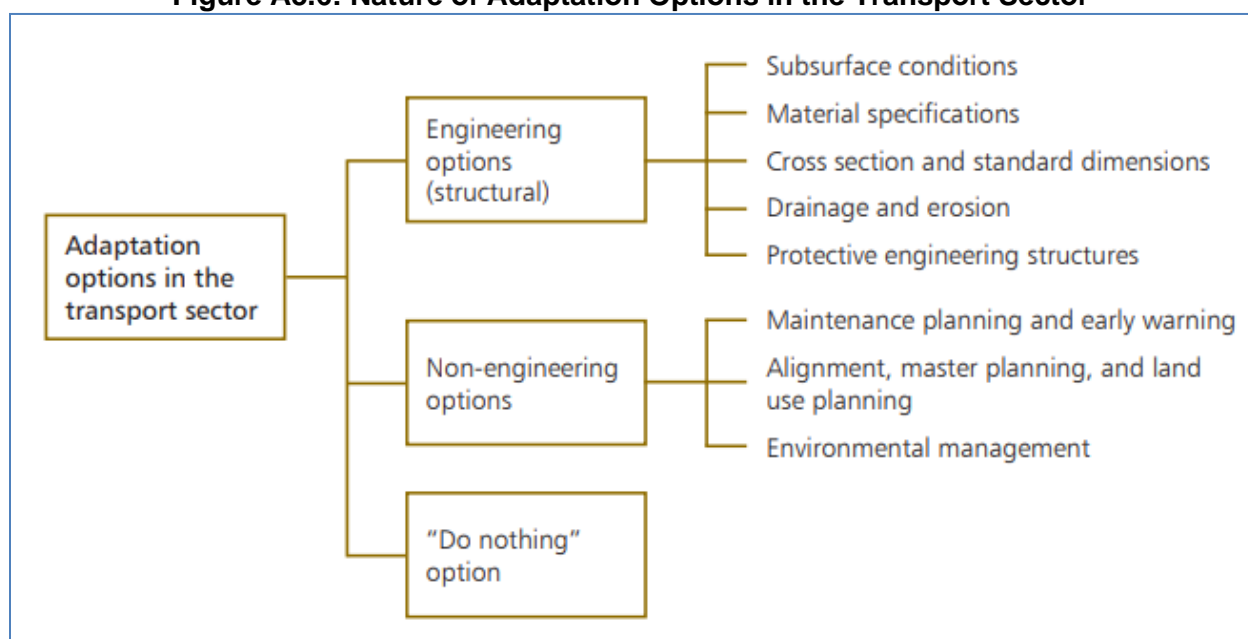 Figure A3.6: Nature of Adaptation Options in the Transport Sector
Adaptation
options in the
transport sector
Engineering
options
(structural)
Subsurface conditions
Material specifications
Cross section and standard dimensions
Drainage and erosion
Protective engineering structures
Non-engineering
options
Maintenance planning and early warning
Alignment, master planning, and land
use planning
Environmental management
“Do nothing”
option